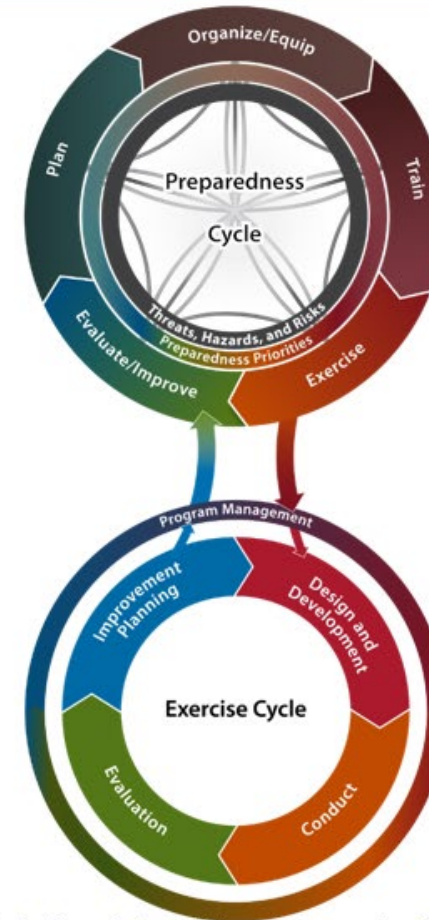 Organize/Equip
Plan
Train
Preparedness
Cycle
Threats, Hazards, and Risks
Preparedness Priorities
Evaluate/Improve
Exercise
Program Management
Improvement
Planning
Design and
Development
Exercise Cycle
Evaluation
Conduct